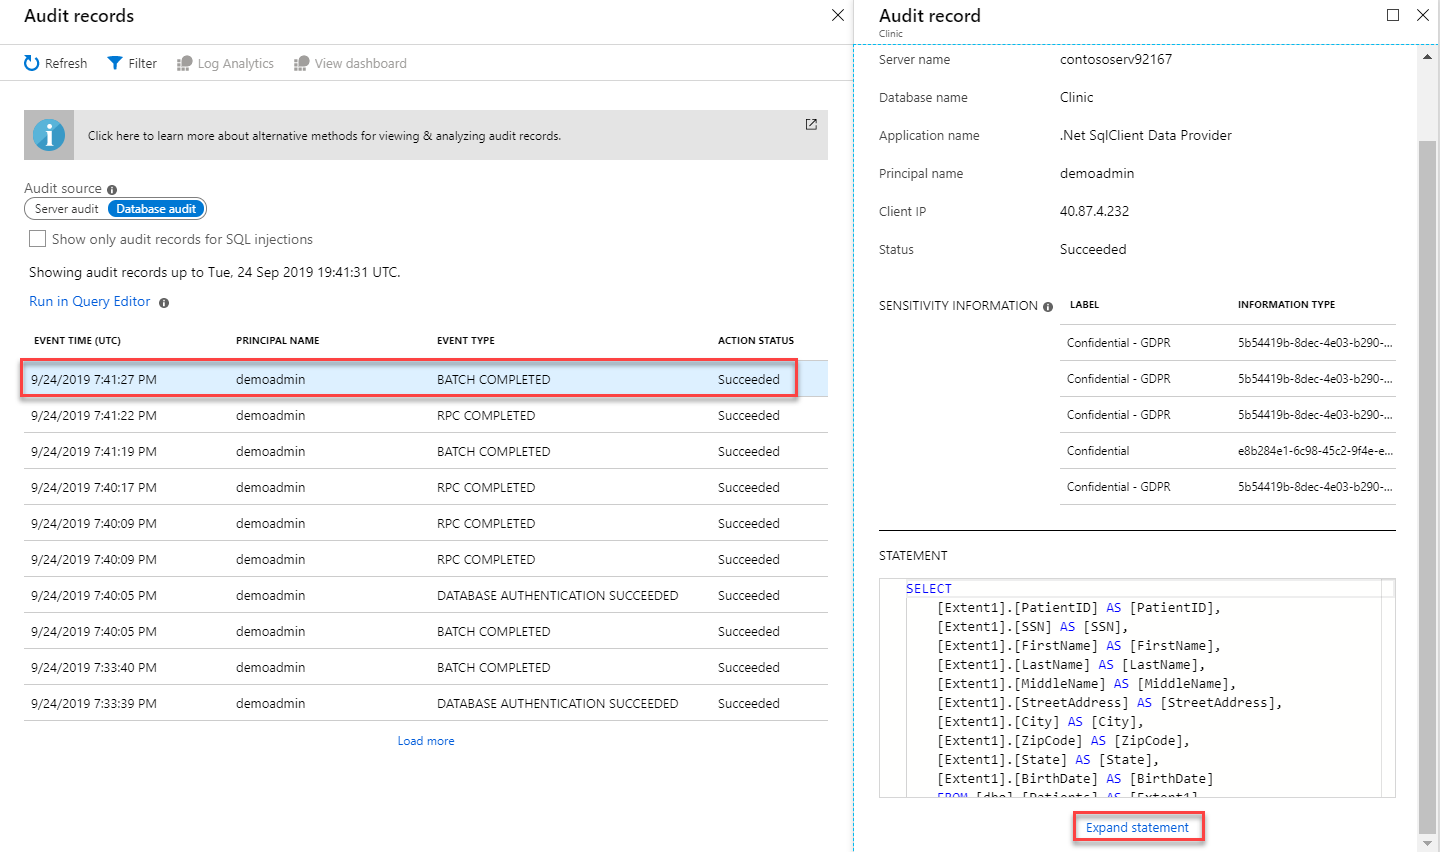 Audit records
Refresh
Filter
Log Analytics
View dashboard
Click here to learn more about alternative methods for viewing & analyzing audit records.
Audit source
Server audit
Database audit
Show only audit records for SQL injections
Showing audit records up to Tue, 24 Sep 2019 19:41:31 UTC.
Run in Query Editor
EVENT TIME (UTC) PRINCIPAL NAME EVENT TYPE ACTION STATUS
9/24/2019 7:41:27 PM demoadmin BATCH COMPLETED Succeeded
9/24/2019 7:41:22 PM demoadmin RPC COMPLETED Succeeded
9/24/2019 7:41:19 PM demoadmin BATCH COMPLETED Succeeded
9/24/2019 7:40:17 PM demoadmin RPC COMPLETED Succeeded
9/24/2019 7:40:09 PM demoadmin RPC COMPLETED Succeeded
9/24/2019 7:40:09 PM demoadmin RPC COMPLETED Succeeded
9/24/2019 7:40:05 PM demoadmin DATABASE AUTHENTICATION SUCCEEDED Succeeded
9/24/2019 7:40:05 PM demoadmin BATCH COMPLETED Succeeded
9/24/2019 7:33:40 PM demoadmin BATCH COMPLETED Succeeded
9/24/2019 7:33:39 PM demoadmin DATABASE AUTHENTICATION SUCCEEDED Succeeded
Load more
Audit record
Clinic
Server name contososerv92167
Database name Clinic
Application name .Net SqlClient Data Provider
Principal name demoadmin
Client IP 40.87.4.232
Status Succeeded
SENSITIVITY INFORMATION LABEL INFORMATION TYPE
Confidential - GDPR 5b54419b-8dec-4e03-b290-...
Confidential - GDPR 5b54419b-8dec-4e03-b290-...
Confidential - GDPR 5b54419b-8dec-4e03-b290-...
Confidential e8b284e1-6c98-45c2-9f4e-e...
Confidential - GDPR 5b54419b-8dec-4e03-b290-...
STATEMENT
SELECT
[Extent1].[PatientID] AS [PatientID],
[Extent1].[SSN] AS [SSN],
[Extent1].[FirstName] AS [FirstName],
[Extent1].[LastName] AS [LastName],
[Extent1].[MiddleName] AS [MiddleName],
[Extent1].[StreetAddress] AS [StreetAddress],
[Extent1].[City] AS [City],
[Extent1].[ZipCode] AS [ZipCode],
[Extent1].[State] AS [State],
[Extent1].[BirthDate] AS [BirthDate]
FROM [dbo].[Patients] AS [Extent1]
Expand statement